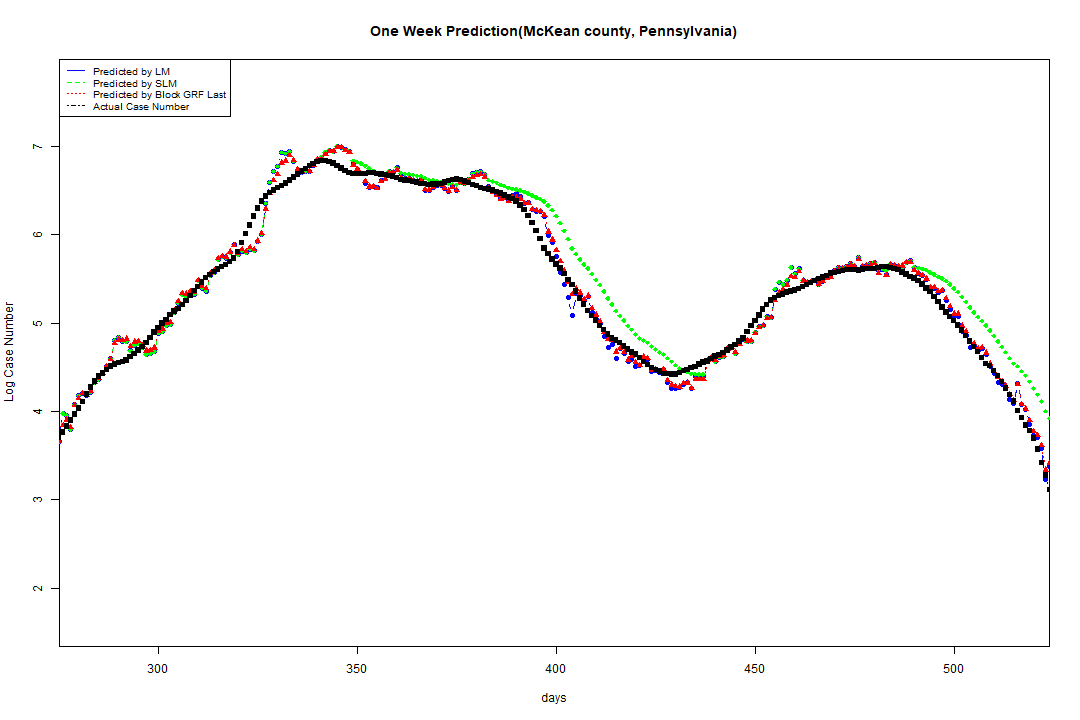 One Week Prediction(McKean county, Pennsylvania)
Predicted by LM
Predicted by SLM
Predicted by Block GRF Last
Actual Case Number
7
6
5
4
3
2
Log Case Number
300 350 400 450 500
days